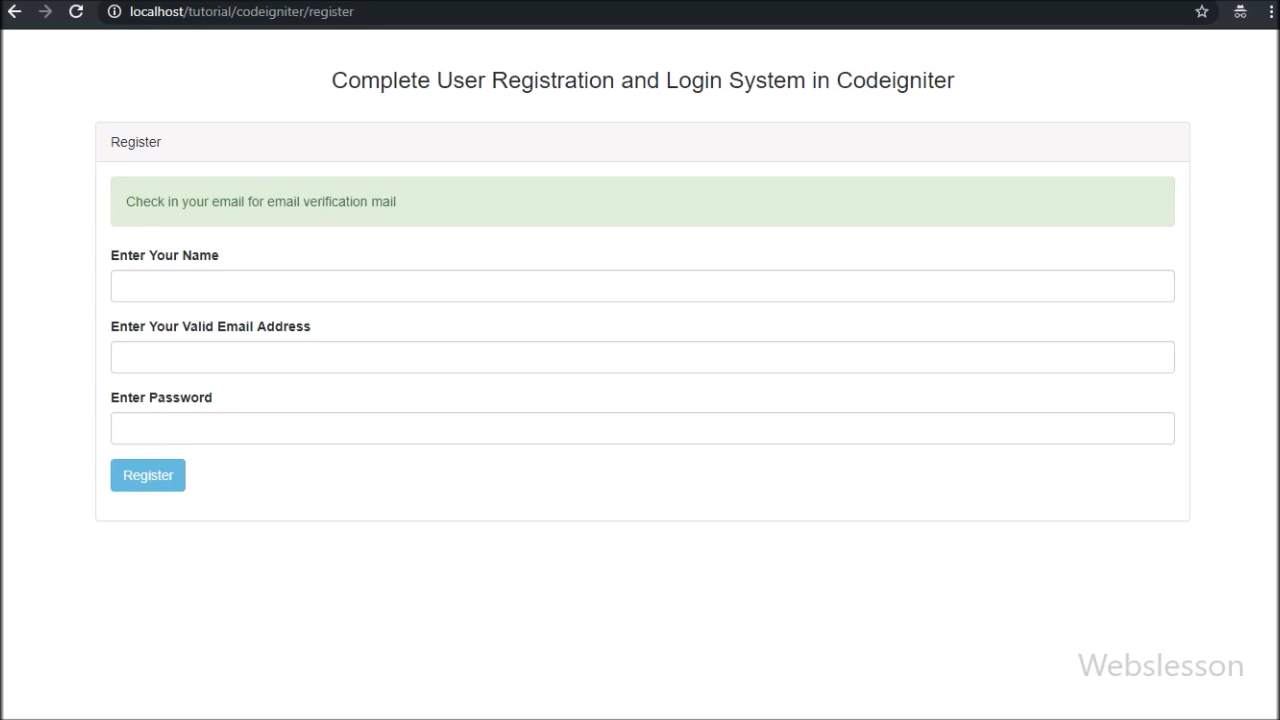 localhost/tutorial/codeigniter/register
Complete User Registration and Login System in Codeigniter
Register
Check in your email for email verification mail
Enter Your Name
Enter Your Valid Email Address
Enter Password
Register
Webslesson